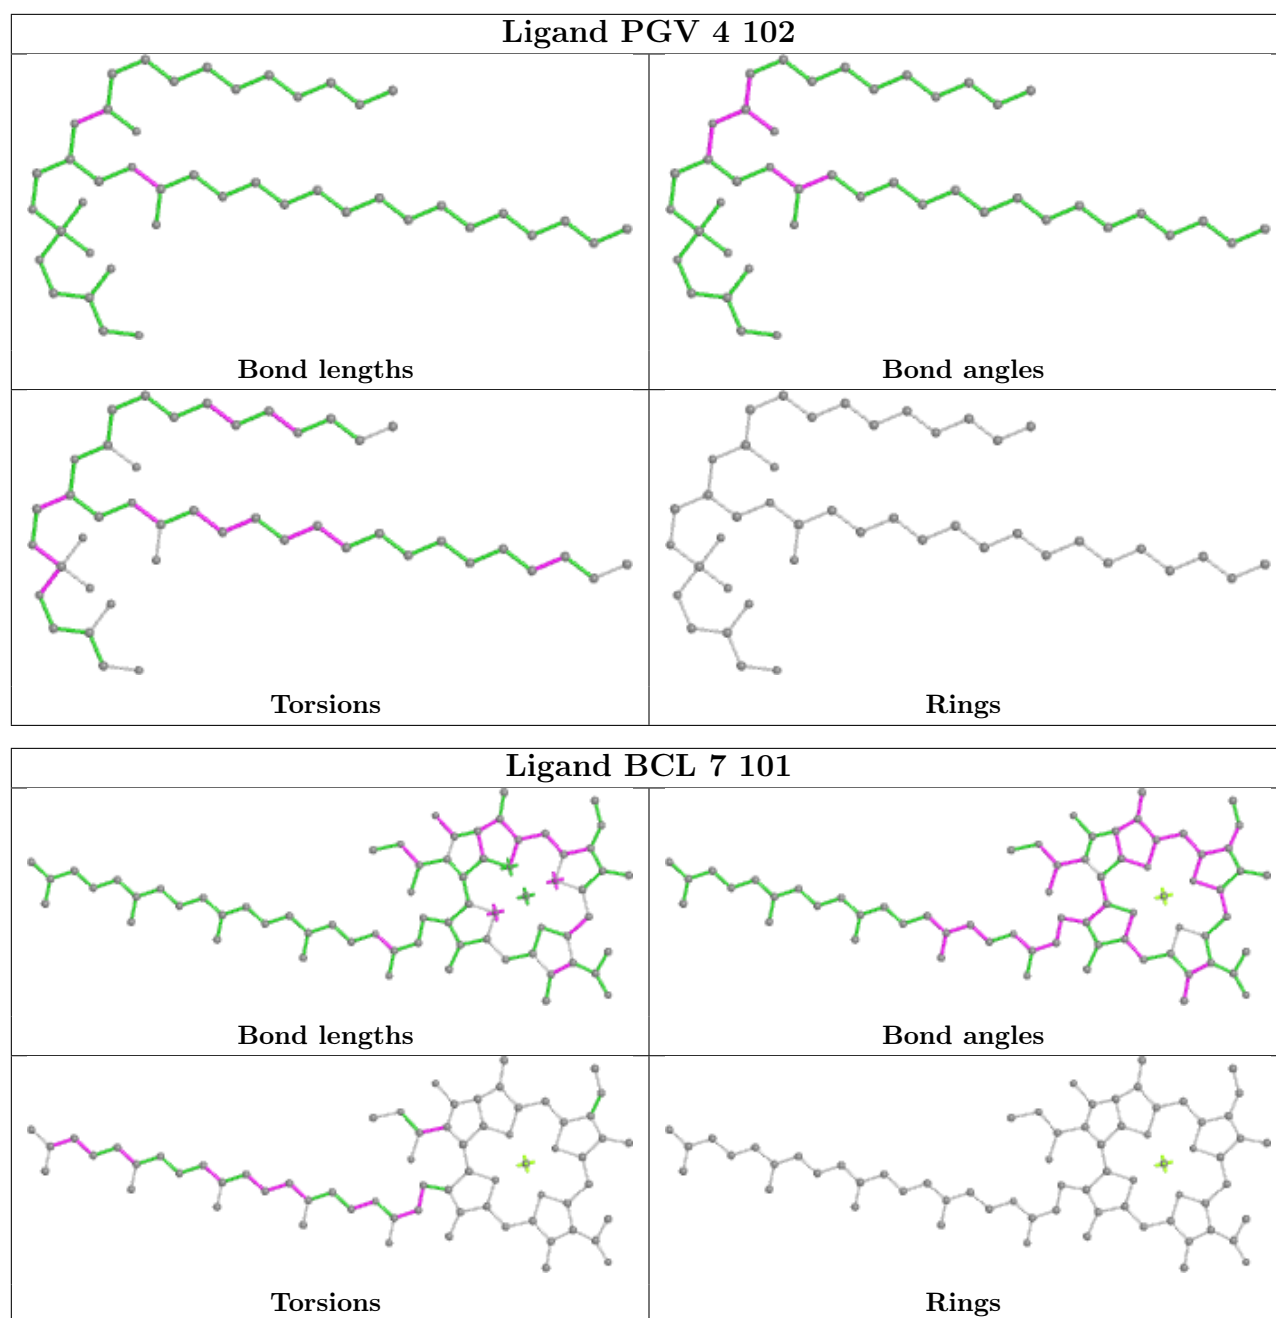 Ligand PGV 4 102
Bond lengths
Bond angles
Torsions
Rings
Ligand BCL 7 101
Bond lengths
Bond angles
Torsions
Rings